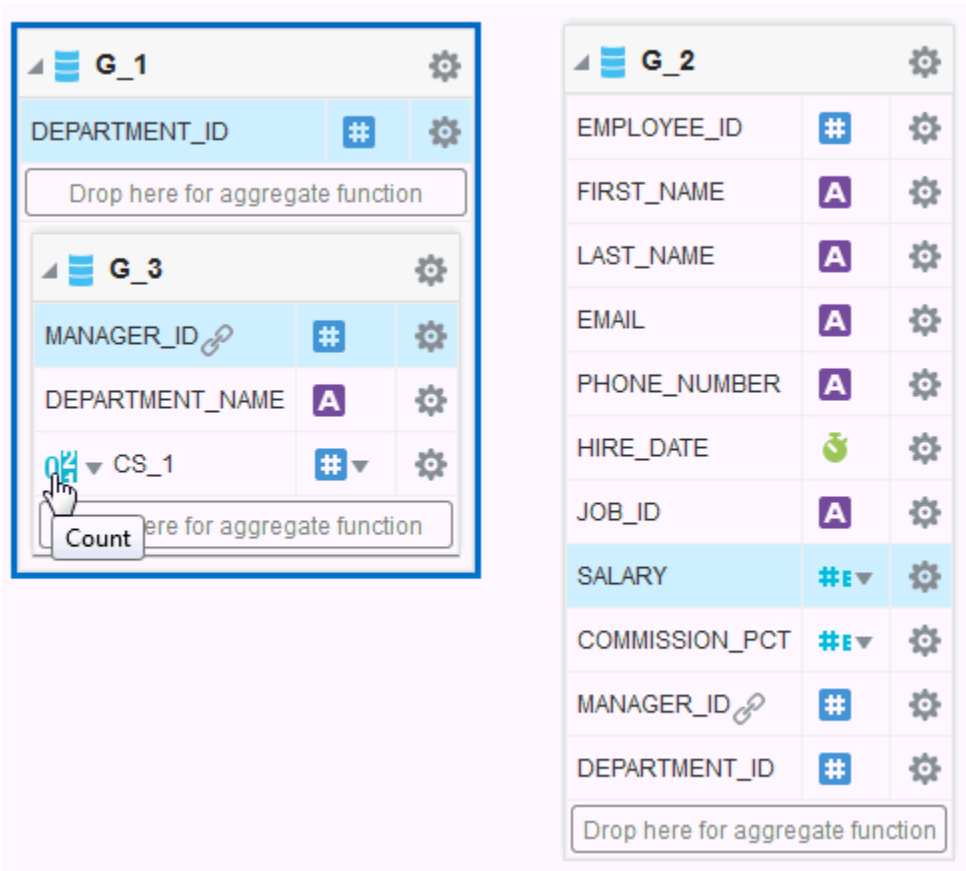 G_1
DEPARTMENT_ID
Drop here for aggregate function
G_3
MANAGER_ID
DEPARTMENT_NAME A
CS_1
ere for aggregate function
Count
G_2
EMPLOYEE_ID
FIRST_NAME A
LAST_NAME A
EMAIL A
PHONE_NUMBER A
HIRE_DATE
JOB_ID A
SALARY #E
COMMISSION_PCT #E
MANAGER_ID
DEPARTMENT_ID
Drop here for aggregate function